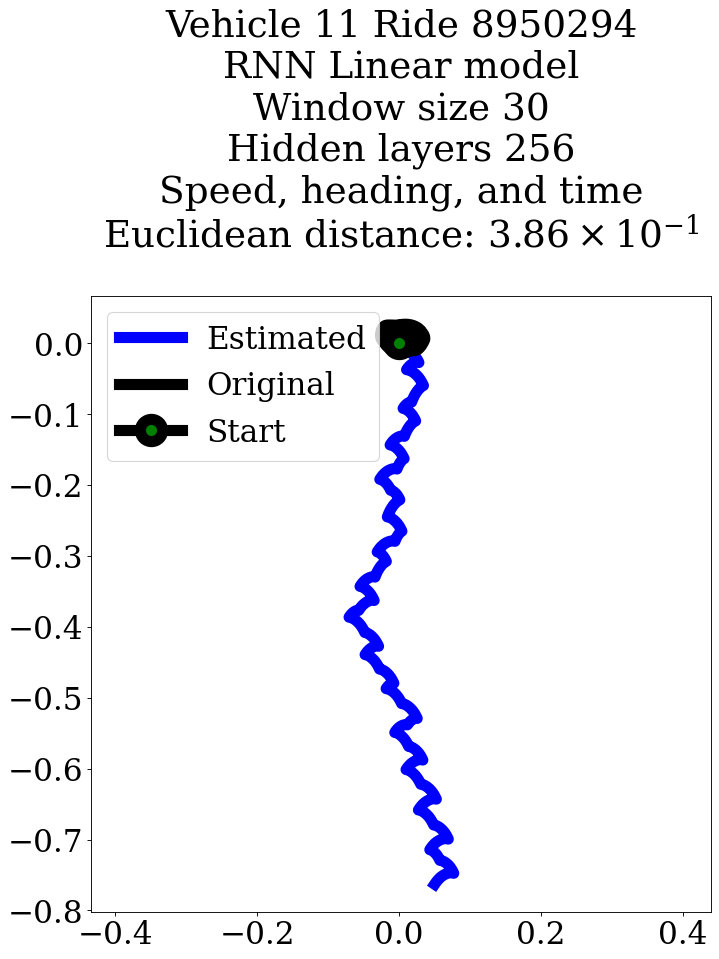 Vehicle 11 Ride 8950294
RNN Linear model
Window size 30
Hidden layers 256
Speed, heading, and time
Euclidean distance: 3.86 × 10⁻¹
Estimated
Original
Start
0.0
−0.1
−0.2
−0.3
−0.4
−0.5
−0.6
−0.7
−0.8
−0.4 −0.2 0.0 0.2 0.4